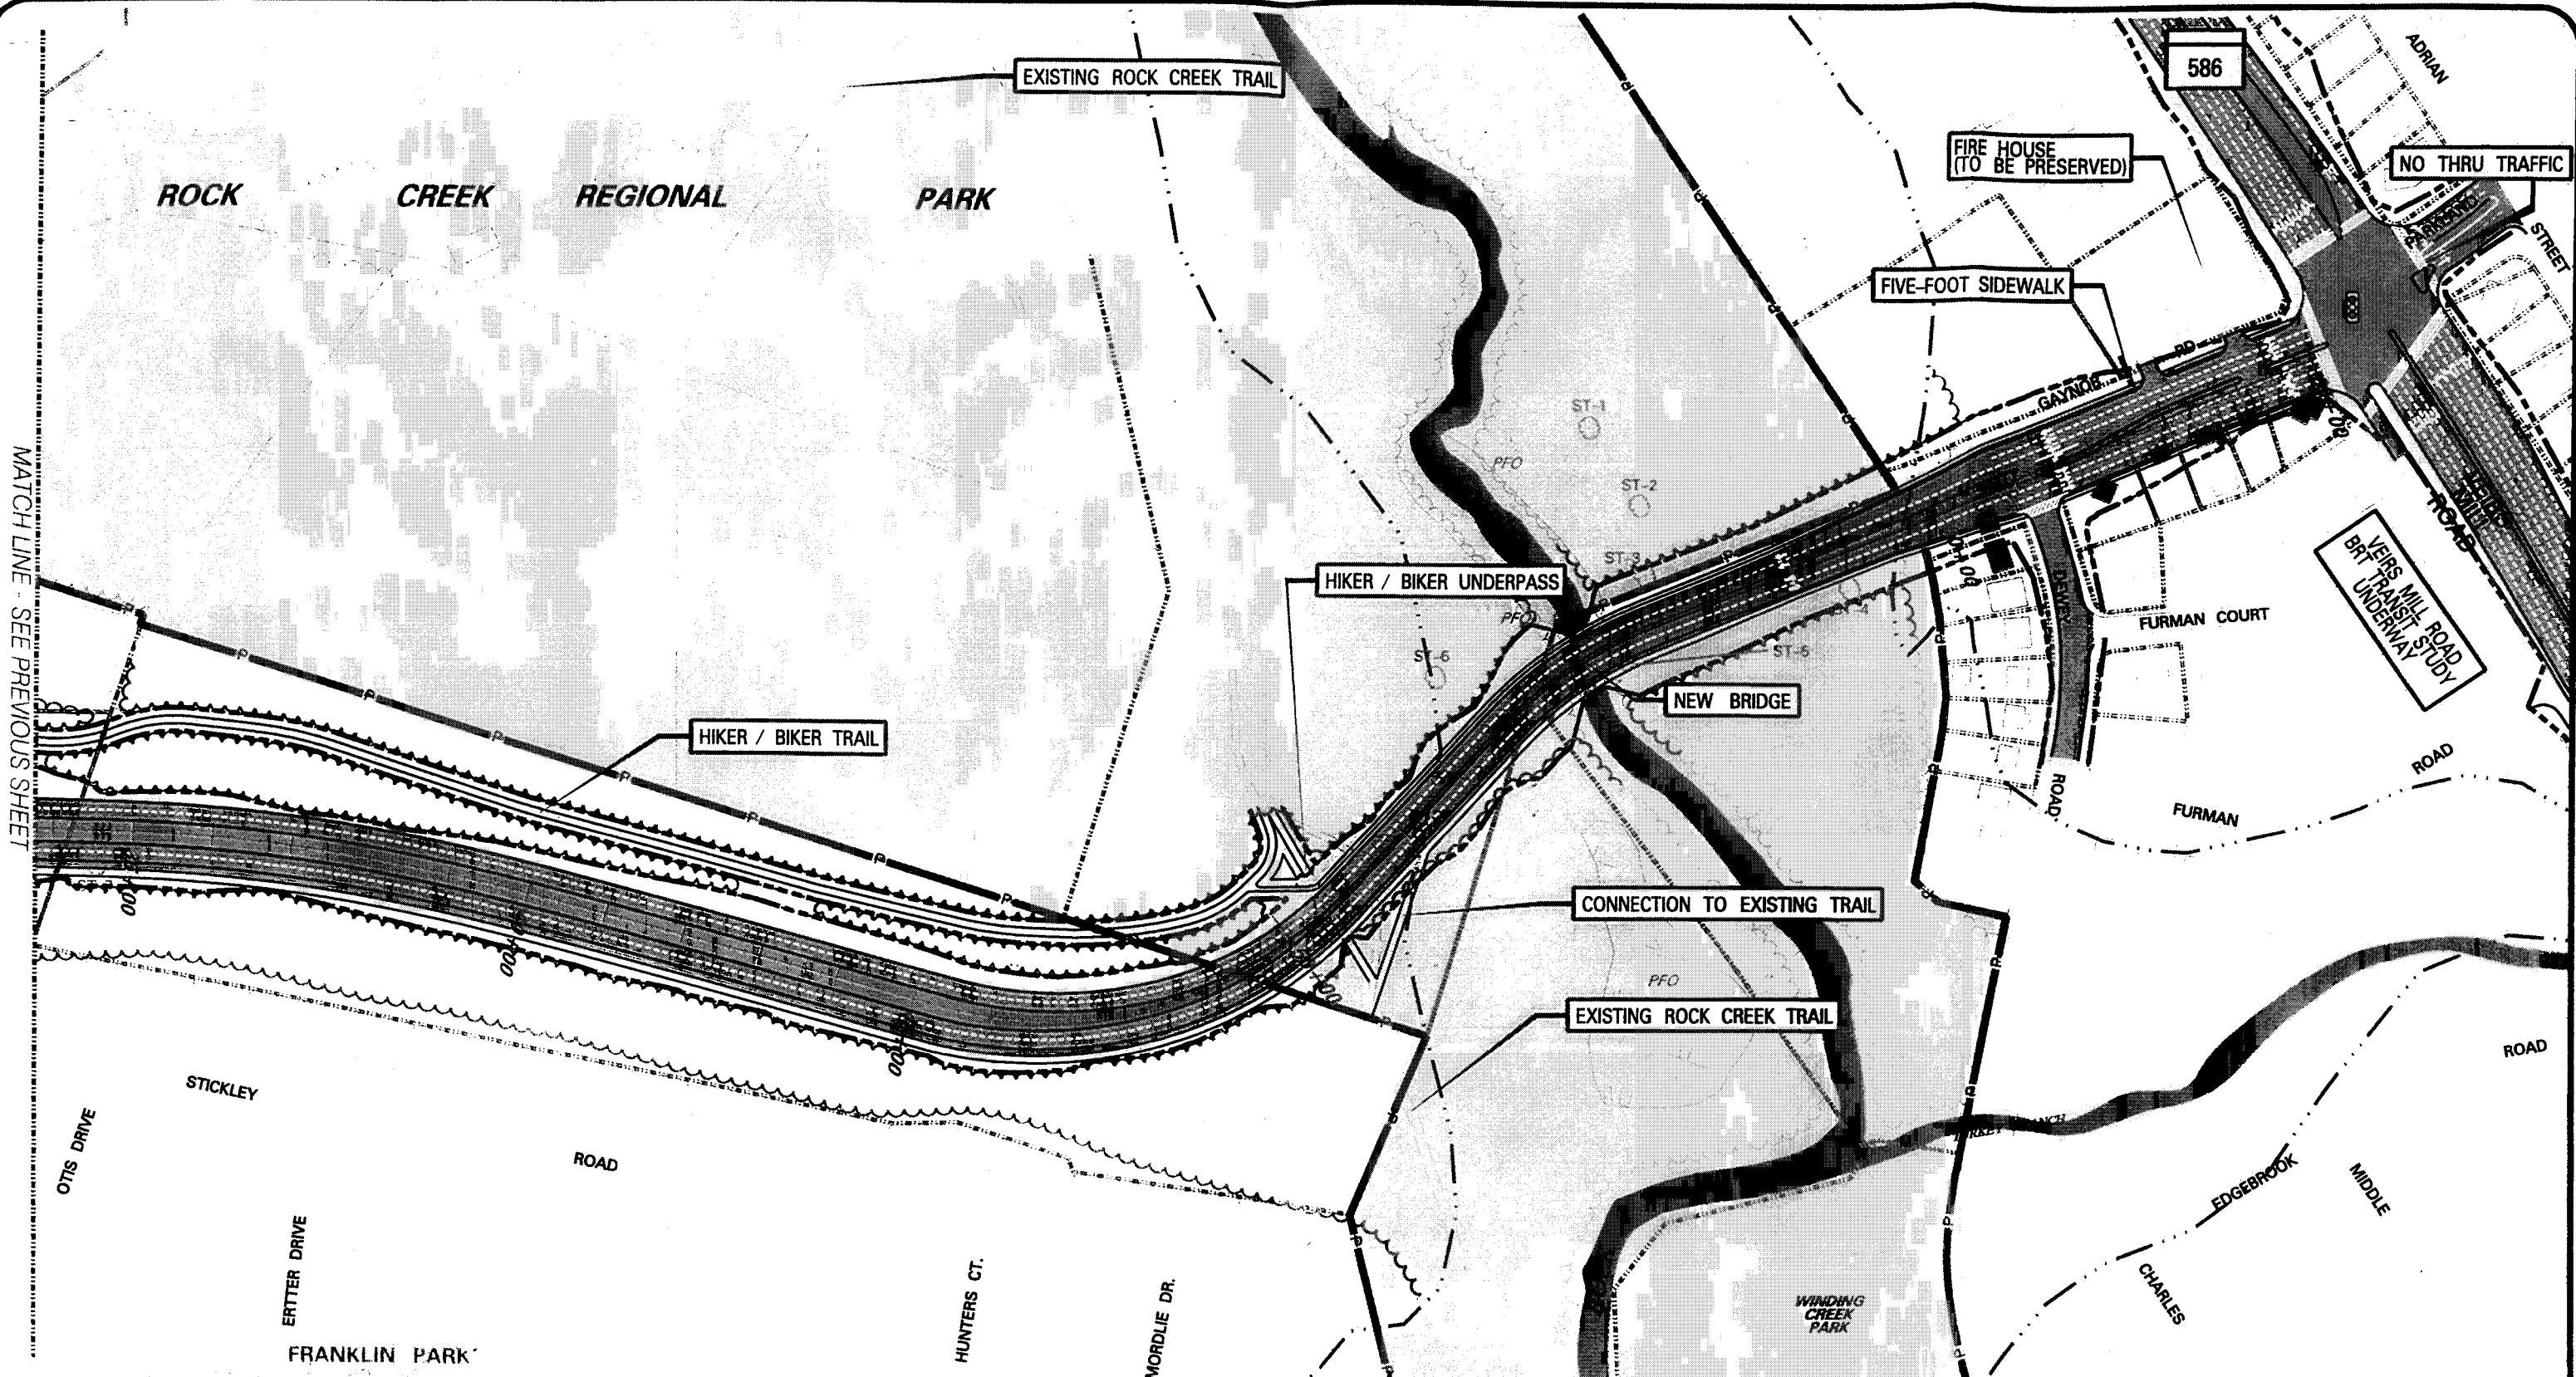 EXISTING ROCK CREEK TRAIL
586
ADRIAN
FIRE HOUSE
(TO BE PRESERVED)
NO THRU TRAFFIC
ROCK CREEK REGIONAL PARK
PARKLAND
STREET
FIVE-FOOT SIDEWALK
GAYNOR RD
ST-1
PFO
ST-2
VEIRS
MILL
ROAD
MATCH LINE - SEE PREVIOUS SHEET
ST-3
HIKER / BIKER UNDERPASS
DEWEY
VEIRS MILL ROAD
BRT TRANSIT STUDY
UNDERWAY
PFO
FURMAN COURT
ST-6
ST-5
NEW BRIDGE
HIKER / BIKER TRAIL
ROAD
ROAD
FURMAN
CONNECTION TO EXISTING TRAIL
PFO
EXISTING ROCK CREEK TRAIL
ROAD
STICKLEY
OTIS DRIVE
ROAD
EDGEBROOK
MIDDLE
ERTTER DRIVE
HUNTERS CT.
MORDLIE DR.
CHARLES
WINDING
CREEK
PARK
FRANKLIN PARK